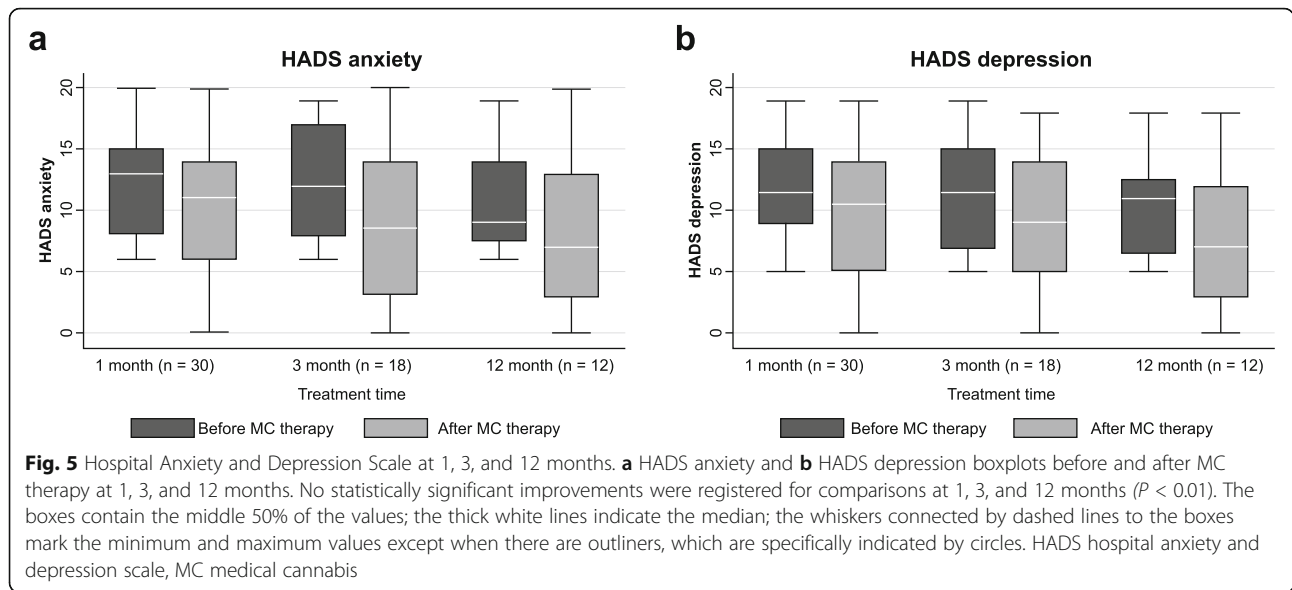 a
HADS anxiety
HADS anxiety
20
15
10
5
0
1 month (n = 30)
3 month (n = 18)
12 month (n = 12)
Treatment time
Before MC therapy
After MC therapy
b
HADS depression
HADS depression
20
15
10
5
0
1 month (n = 30)
3 month (n = 18)
12 month (n = 12)
Treatment time
Before MC therapy
After MC therapy
Fig. 5 Hospital Anxiety and Depression Scale at 1, 3, and 12 months. a HADS anxiety and b HADS depression boxplots before and after MC
therapy at 1, 3, and 12 months. No statistically significant improvements were registered for comparisons at 1, 3, and 12 months (P < 0.01). The
boxes contain the middle 50% of the values; the thick white lines indicate the median; the whiskers connected by dashed lines to the boxes
mark the minimum and maximum values except when there are outliners, which are specifically indicated by circles. HADS hospital anxiety and
depression scale, MC medical cannabis